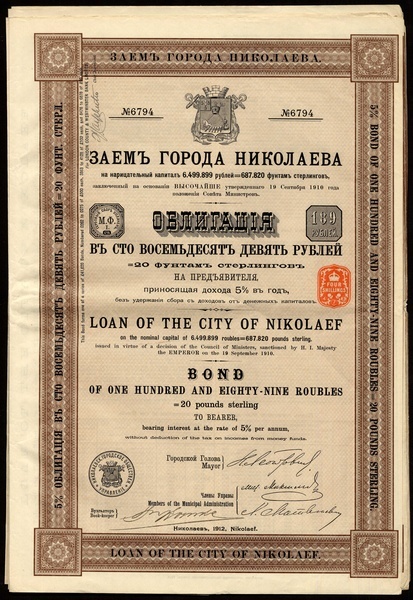 ЗАЕМЪ ГОРОДА НИКОЛАЕВА.
№6794 №6794
ЗАЕМЪ ГОРОДА НИКОЛАЕВА
на нарицательный капиталъ 6.499.899 рублей=687.820 фунтамъ стерлинговъ,
заключенный на основаніи ВЫСОЧАЙШЕ утвержденнаго 19 Сентября 1910 года
положенія Совѣта Министровъ.
М.Ф.
ОБЛИГАЦІЯ
189
РУБЛЕЙ
ВЪ СТО ВОСЕМЬДЕСЯТЪ ДЕВЯТЬ РУБЛЕЙ
=20 ФУНТАМЪ СТЕРЛИНГОВЪ
НА ПРЕДЪЯВИТЕЛЯ,
приносящая дохода 5% въ годъ,
безъ удержанія сбора съ доходовъ отъ денежныхъ капиталовъ.
FOUR
SHILLINGS
LOAN OF THE CITY OF NIKOLAEF
on the nominal capital of 6.499.899 roubles=687.820 pounds sterling.
issued in virtue of a decision of the Council of Ministers, sanctioned by H. I. Majesty
the EMPEROR on the 19 September 1910.
BOND
OF ONE HUNDRED AND EIGHTY-NINE ROUBLES
=20 pounds sterling
TO BEARER,
bearing interest at the rate of 5% per annum,
without deduction of the tax on incomes from money funds.
Городской Голова
Mayor
Члены Управы
Members of the Municipal Administration
Бухгалтеръ
Book-keeper
Николаевъ, 1912, Nikolaef.
LOAN OF THE CITY OF NIKOLAEF.
5% ОБЛИГАЦІЯ ВЪ СТО ВОСЕМЬДЕСЯТЪ ДЕВЯТЬ РУБЛЕЙ = 20 ФУНТ. СТЕРЛ.
5% BOND OF ONE HUNDRED AND EIGHTY-NINE ROUBLES = 20 POUNDS STERLING.